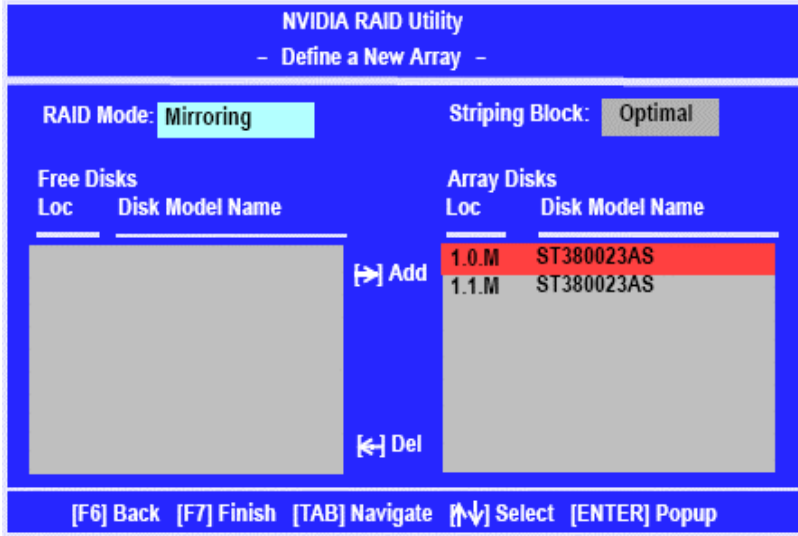 NVIDIA RAID Utility
– Define a New Array –
RAID Mode: Mirroring
Striping Block: Optimal
Free Disks
Loc Disk Model Name
Array Disks
Loc Disk Model Name
[→] Add
1.0.M ST380023AS
1.1.M ST380023AS
[←] Del
[F6] Back [F7] Finish [TAB] Navigate [↑↓] Select [ENTER] Popup